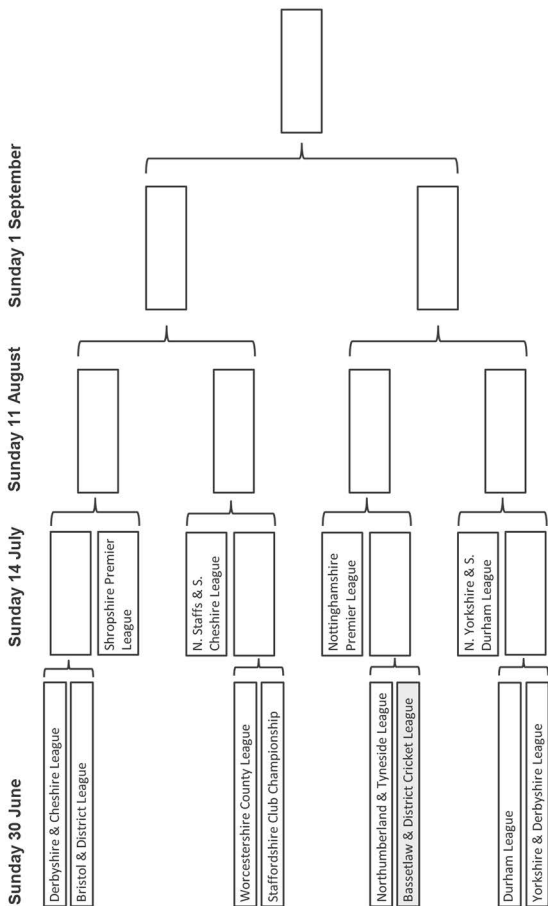 Sunday 30 June
Sunday 14 July
Sunday 11 August
Sunday 1 September
Derbyshire & Cheshire League
Bristol & District League
Shropshire Premier
League
N. Staffs & S.
Cheshire League
Worcestershire County League
Staffordshire Club Championship
Nottinghamshire
Premier League
Northumberland & Tyneside League
Bassetlaw & District Cricket League
N. Yorkshire & S.
Durham League
Durham League
Yorkshire & Derbyshire League